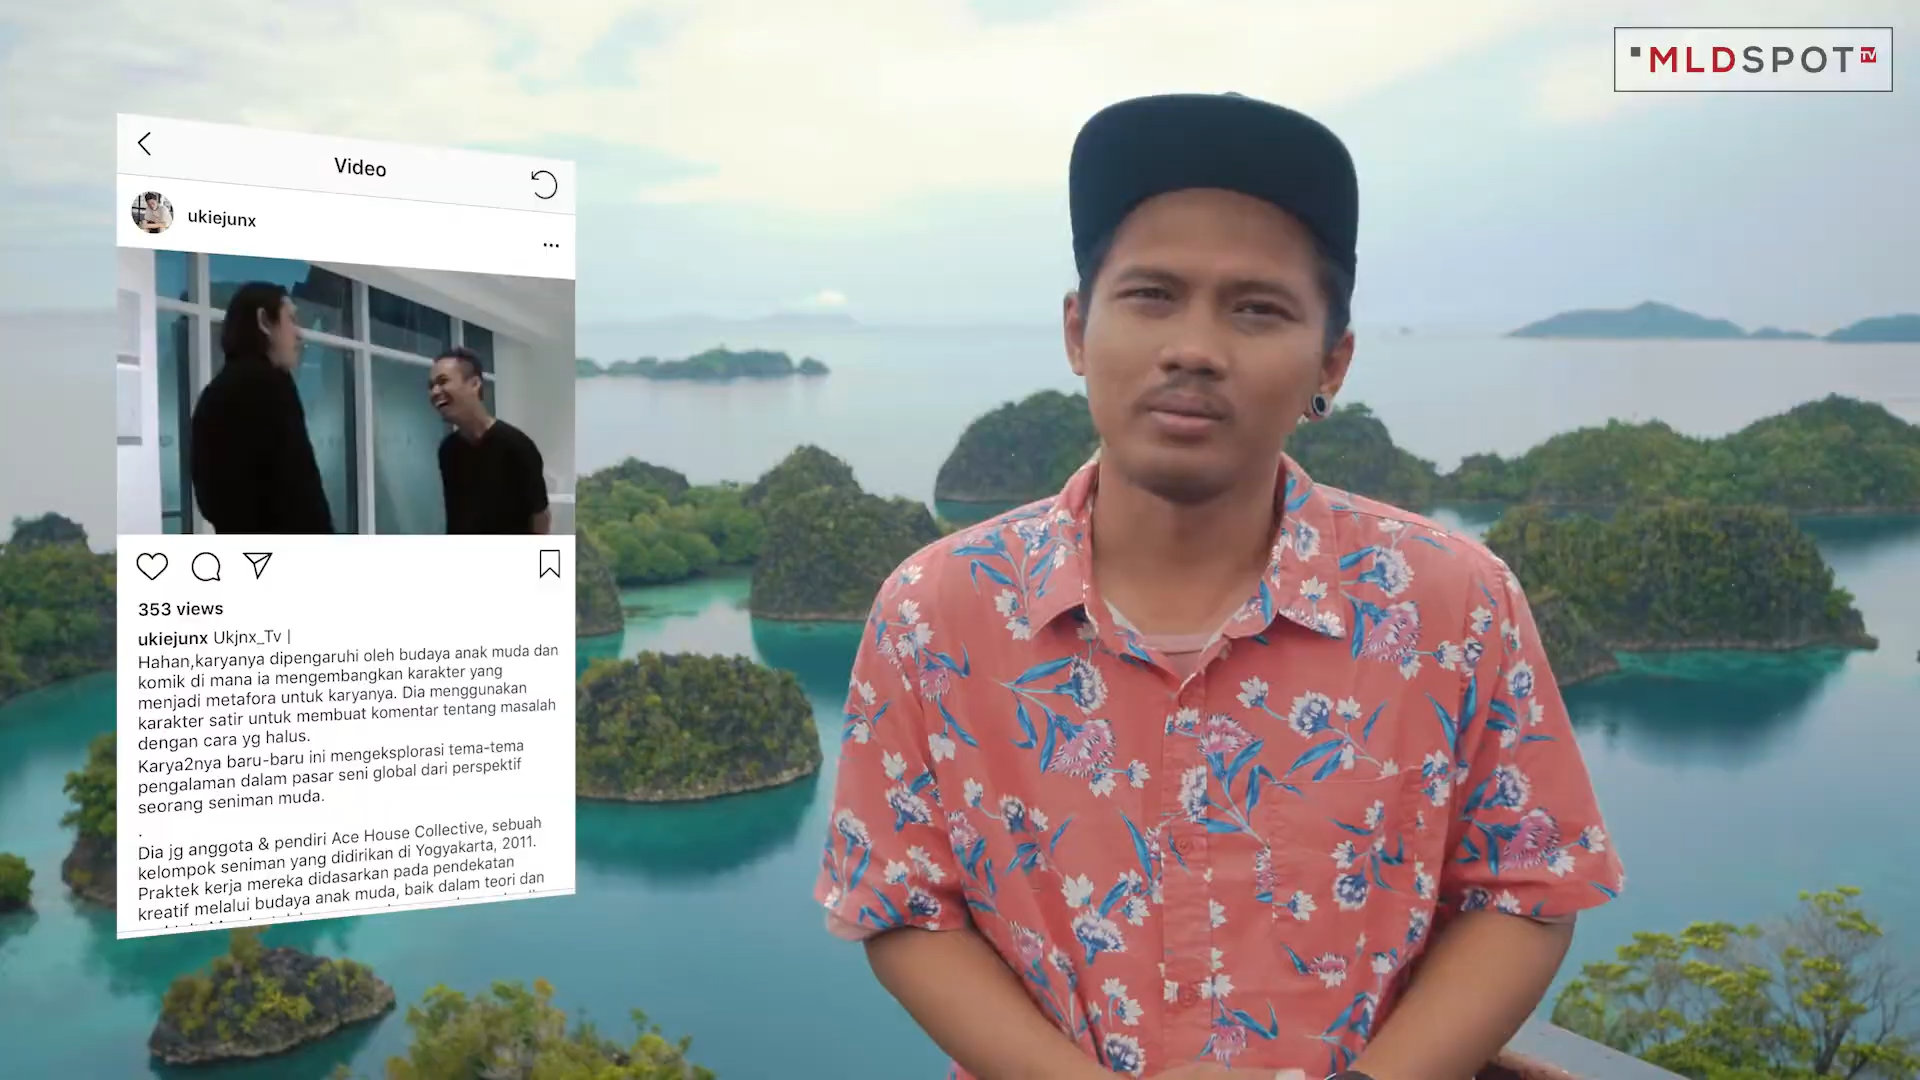 MLDSPOT TV
Video
ukiejunx
353 views
ukiejunx Ukjnx_Tv |
Hahan,karyanya dipengaruhi oleh budaya anak muda dan
komik di mana ia mengembangkan karakter yang
menjadi metafora untuk karyanya. Dia menggunakan
karakter satir untuk membuat komentar tentang masalah
dengan cara yg halus.
Karya2nya baru-baru ini mengeksplorasi tema-tema
pengalaman dalam pasar seni global dari perspektif
seorang seniman muda.
.
Dia jg anggota & pendiri Ace House Collective, sebuah
kelompok seniman yang didirikan di Yogyakarta, 2011.
Praktek kerja mereka didasarkan pada pendekatan
kreatif melalui budaya anak muda, baik dalam teori dan